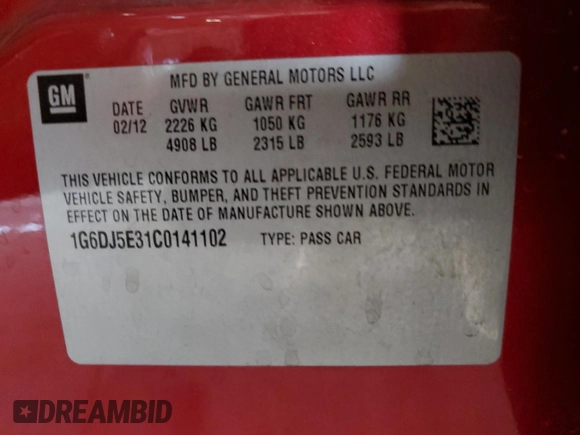 GM
MFD BY GENERAL MOTORS LLC
DATE GVWR GAWR FRT GAWR RR
02/12 2226 KG 1050 KG 1176 KG
4908 LB 2315 LB 2593 LB
THIS VEHICLE CONFORMS TO ALL APPLICABLE U.S. FEDERAL MOTOR
VEHICLE SAFETY, BUMPER, AND THEFT PREVENTION STANDARDS IN
EFFECT ON THE DATE OF MANUFACTURE SHOWN ABOVE.
1G6DJ5E31C0141102 TYPE: PASS CAR
DREAMBID